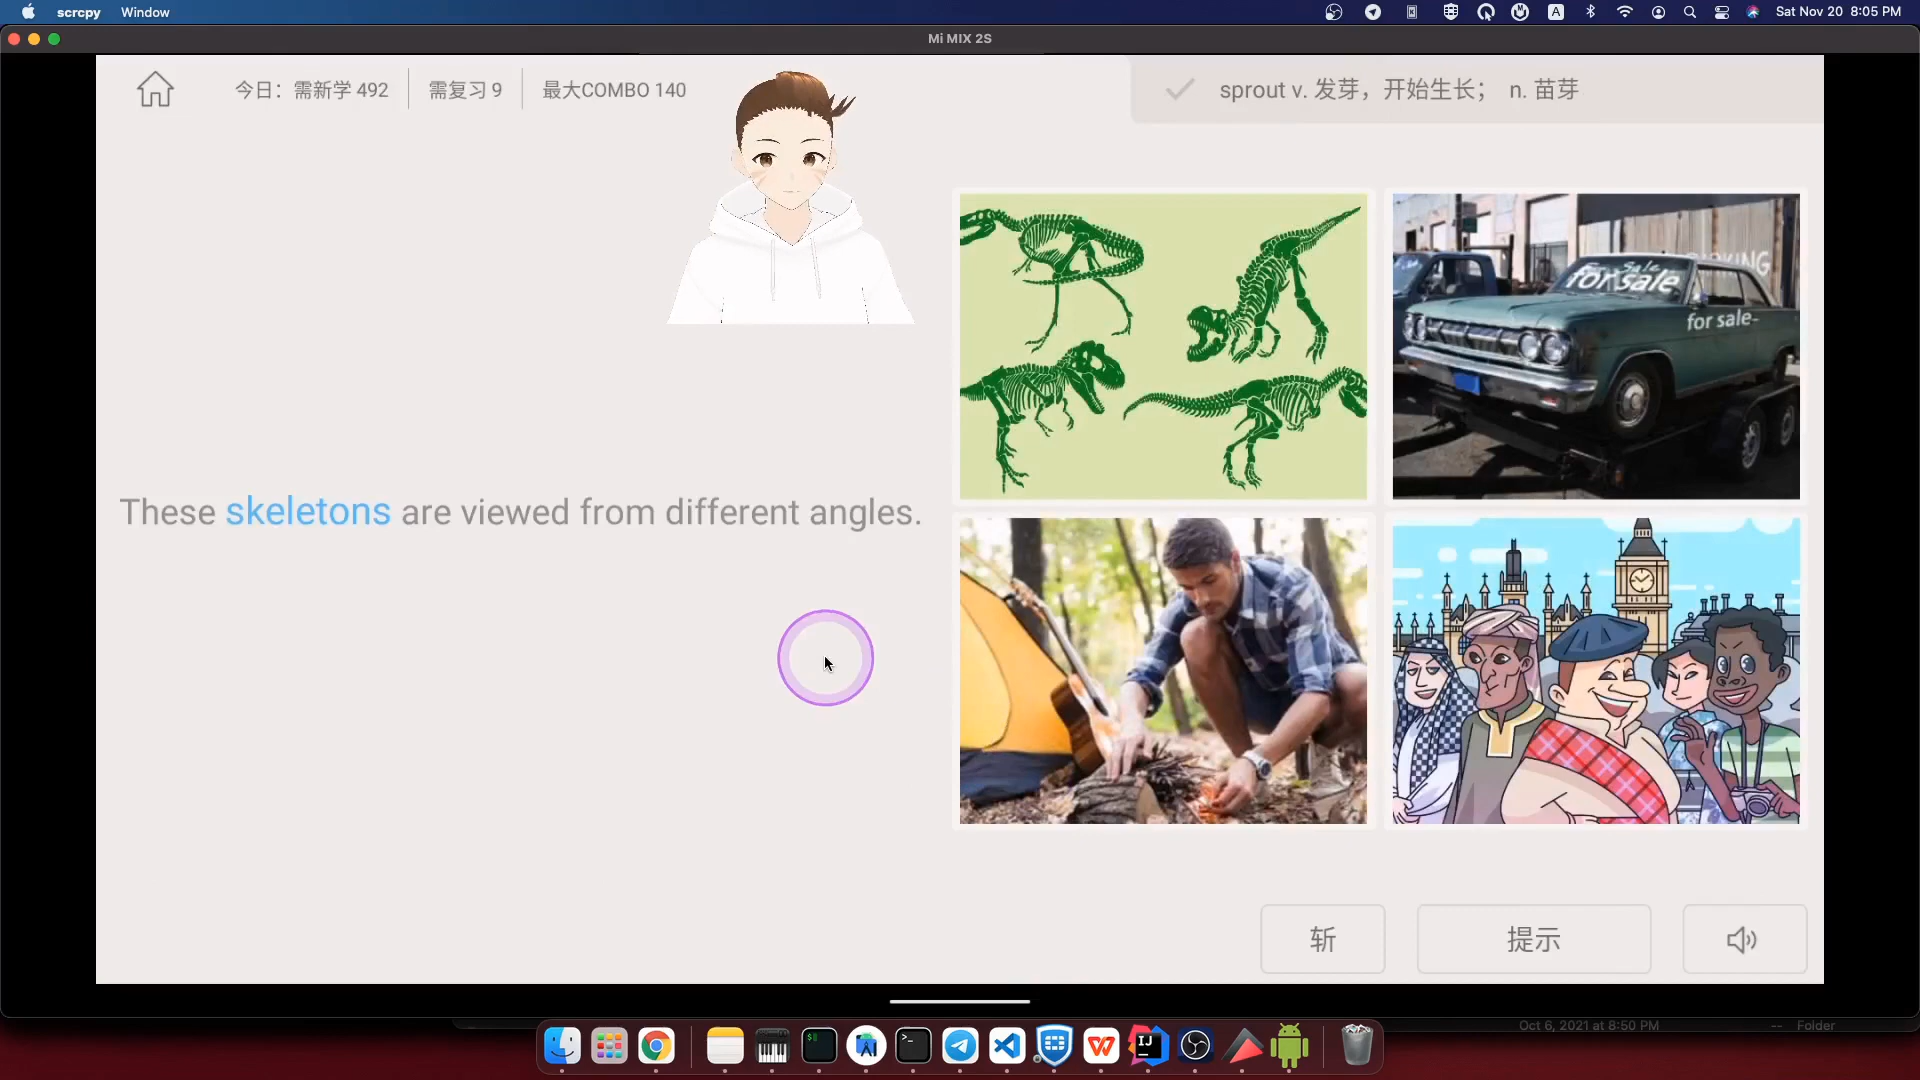 scrcpy Window
A
Sat Nov 20 8:05 PM
Mi MIX 2S
今日：需新学 492 需复习 9 最大COMBO 140
sprout v. 发芽，开始生长； n. 苗芽
Sale
for sale
for sale
These skeletons are viewed from different angles.
斩 提示
Oct 6, 2021 at 8:50 PM -- Folder
IJ